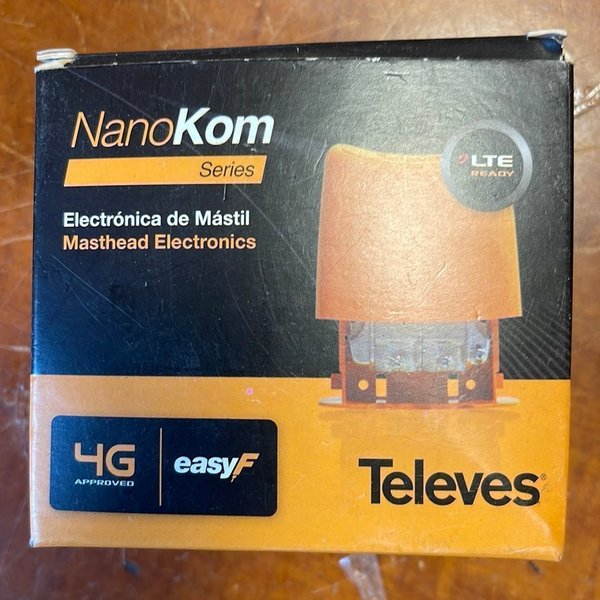 NanoKom
Series
LTE
READY
Electrónica de Mástil
Masthead Electronics
4G
APPROVED
easyF
Televes